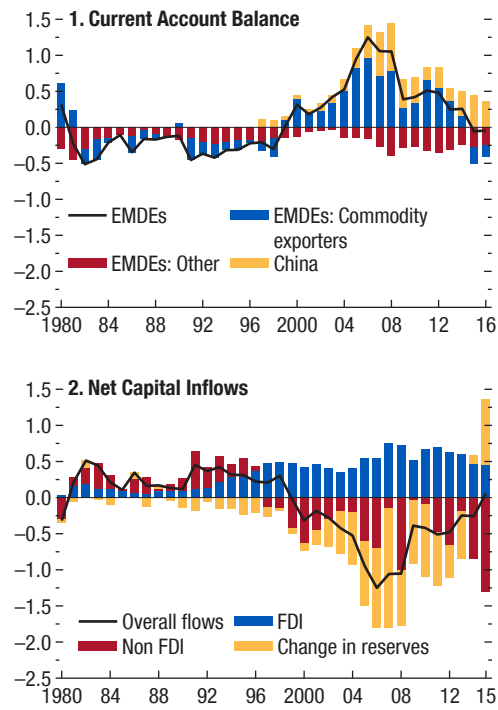 1. Current Account Balance
1.5
1.0
0.5
0.0
–0.5
–1.0
–1.5
–2.0
–2.5
EMDEs
EMDEs: Commodity
exporters
EMDEs: Other
China
1980 84 88 92 96 2000 04 08 12 16
2. Net Capital Inflows
1.5
1.0
0.5
0.0
–0.5
–1.0
–1.5
–2.0
–2.5
Overall flows
FDI
Non FDI
Change in reserves
1980 84 88 92 96 2000 04 08 12 15